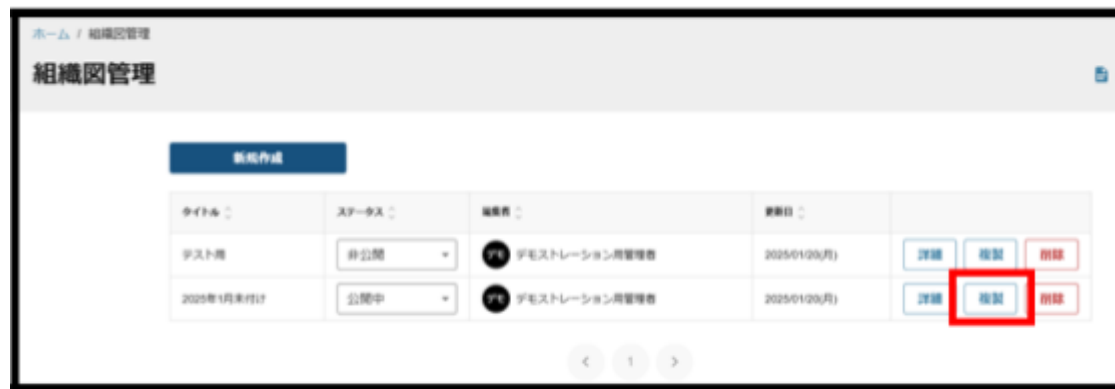 ホーム / 組織図管理
組織図管理
新規作成
タイトル ステータス 編集者 更新日
テスト用 非公開 デモ デモストレーション用管理者 2025/01/20(月) 詳細 複製 削除
2025年1月末付け 公開中 デモ デモストレーション用管理者 2025/01/20(月) 詳細 複製 削除
1